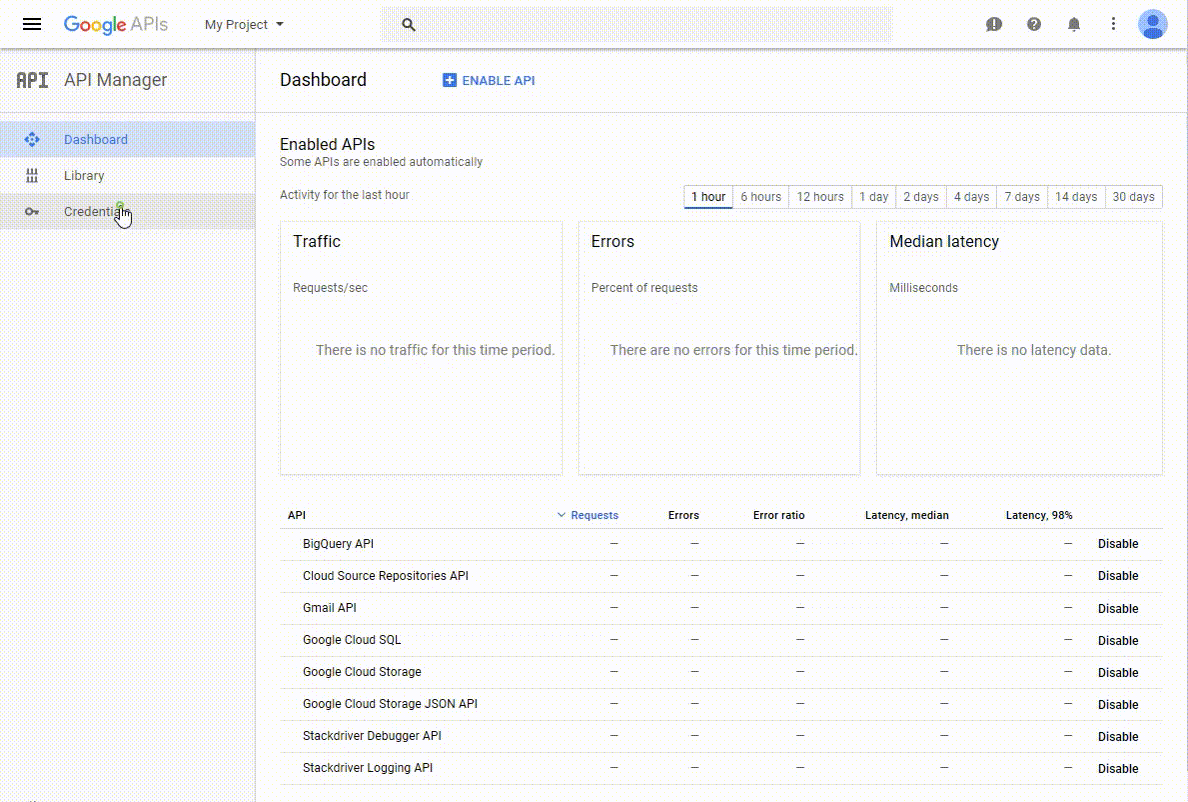 Google APIs My Project
API API Manager
Dashboard ENABLE API
Dashboard
Library
Credentials
Enabled APIs
Some APIs are enabled automatically
Activity for the last hour
1 hour 6 hours 12 hours 1 day 2 days 4 days 7 days 14 days 30 days
Traffic Errors Median latency
Requests/sec Percent of requests Milliseconds
There is no traffic for this time period. There are no errors for this time period. There is no latency data.
API Requests Errors Error ratio Latency, median Latency, 98%
BigQuery API — — — — — Disable
Cloud Source Repositories API — — — — — Disable
Gmail API — — — — — Disable
Google Cloud SQL — — — — — Disable
Google Cloud Storage — — — — — Disable
Google Cloud Storage JSON API — — — — — Disable
Stackdriver Debugger API — — — — — Disable
Stackdriver Logging API — — — — — Disable